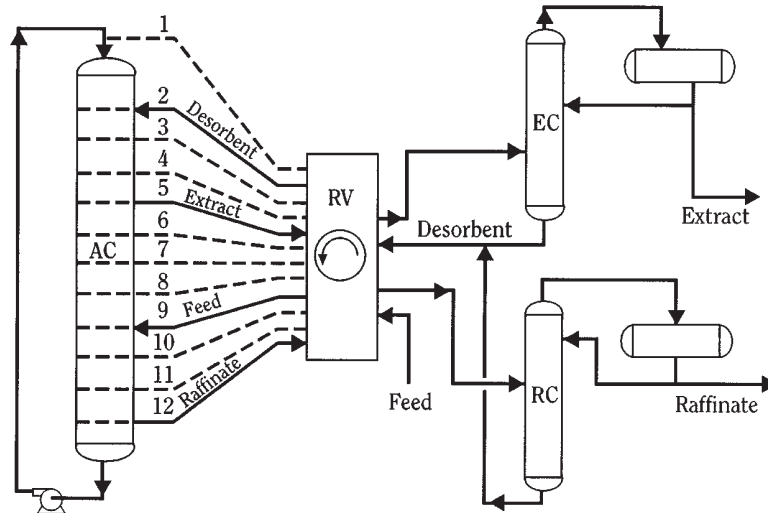 1
2
Desorbent
3
4
5
Extract
6
7
8
9
Feed
10
11
12
Raffinate
AC
RV
EC
Extract
Desorbent
Feed
RC
Raffinate